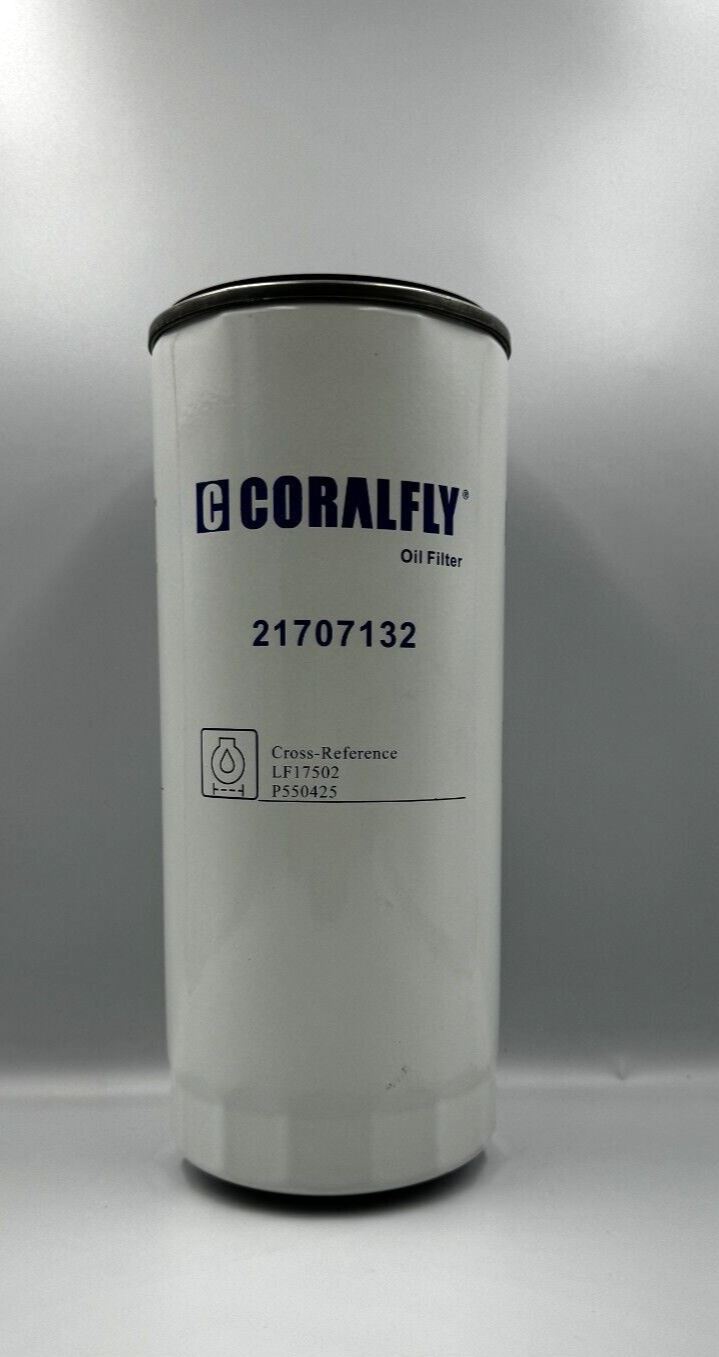 C CORALFLY®
Oil Filter
21707132
Cross-Reference
LF17502
P550425